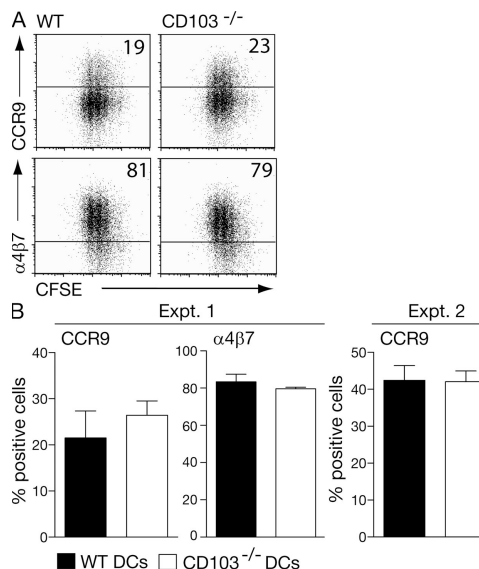 A
WT CD103 -/-
CCR9
19
23
α4β7
81
79
CFSE
B
Expt. 1
Expt. 2
CCR9
α4β7
CCR9
% positive cells
40
30
20
10
0
100
80
60
40
20
0
% positive cells
50
40
30
20
10
0
WT DCs CD103-/- DCs